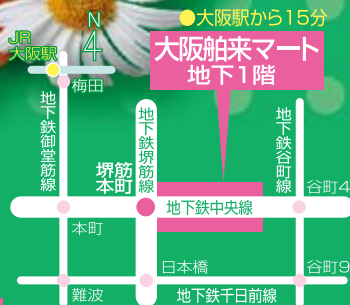 ●大阪駅から15分
N
4
JR
大阪駅
大阪舶来マート
地下1階
梅田
地下鉄御堂筋線
地下鉄堺筋線
地下鉄谷町線
堺筋
本町
谷町4
地下鉄中央線
本町
日本橋
谷町9
難波
地下鉄千日前線